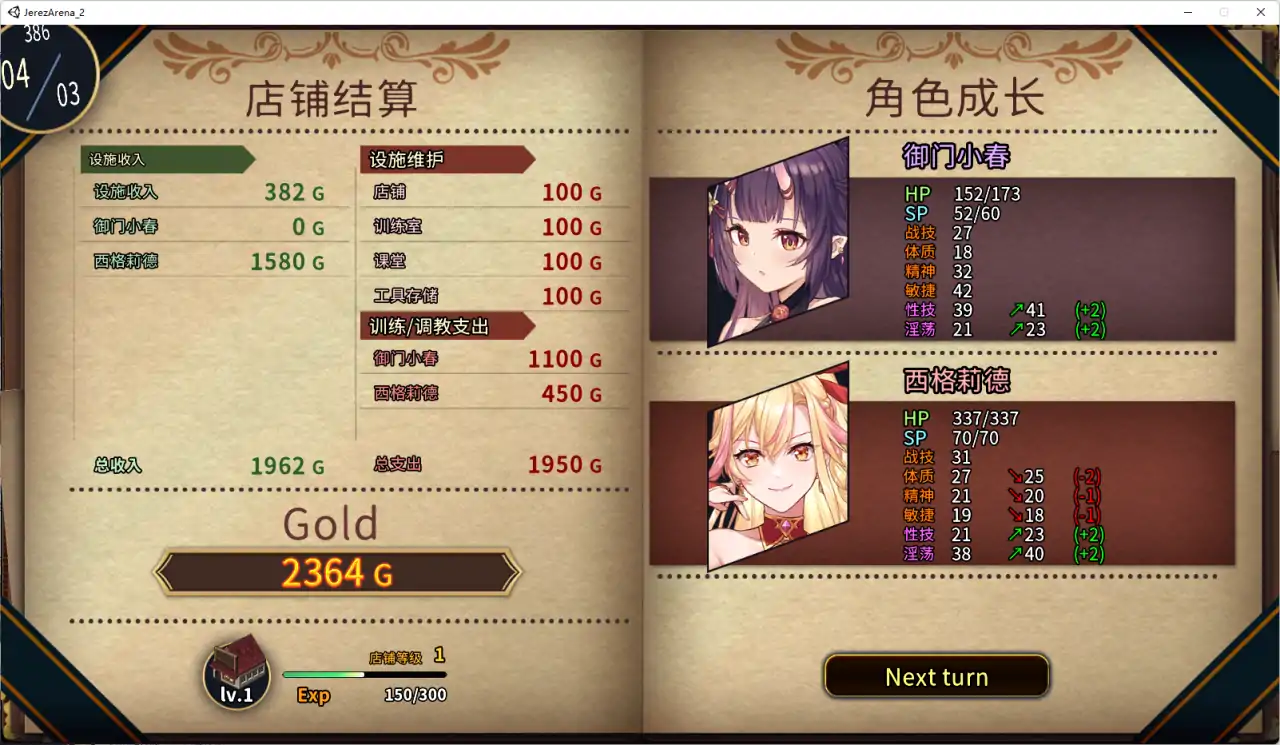 JerezArena_2
386
04
03
店铺结算
设施收入
设施收入 382 G
御门小春 0 G
西格莉德 1580 G
设施维护
店铺 100 G
训练室 100 G
课堂 100 G
工具存储 100 G
训练/调教支出
御门小春 1100 G
西格莉德 450 G
总收入 1962 G
总支出 1950 G
Gold
2364 G
lv.1
店铺等级 1
Exp 150/300
角色成长
御门小春
HP 152/173
SP 52/60
战技 27
体质 18
精神 32
敏捷 42
性技 39 ↗41 (+2)
淫荡 21 ↗23 (+2)
西格莉德
HP 337/337
SP 70/70
战技 31
体质 27 ↘25 (-2)
精神 21 ↘20 (-1)
敏捷 19 ↘18 (-1)
性技 21 ↗23 (+2)
淫荡 38 ↗40 (+2)
Next turn